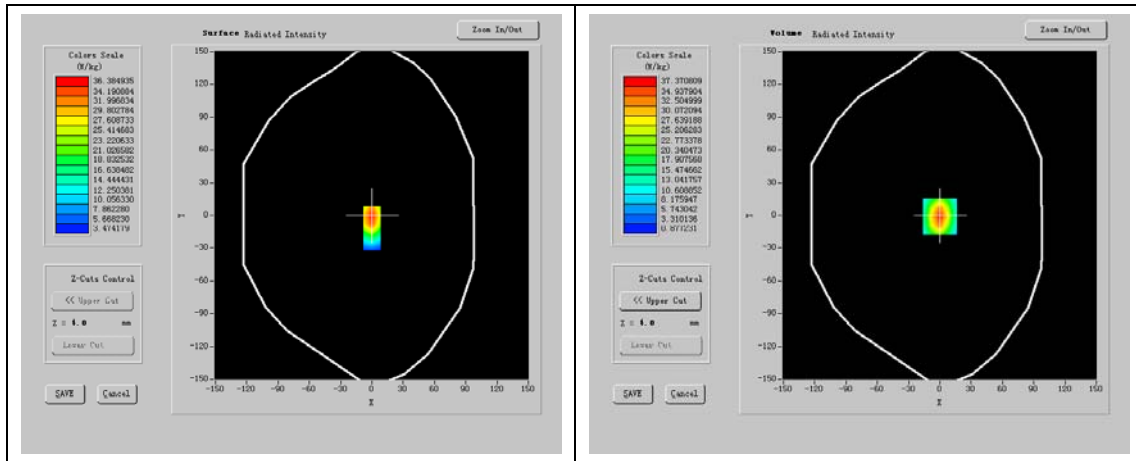 Surface Radiated Intensity
Zoom In/Out
Colors Scale
(W/kg)
36.384935
34.190884
31.996834
29.802784
27.608733
25.414683
23.220633
21.026582
18.832532
16.638482
14.444431
12.250381
10.056330
7.862280
5.668230
3.474179
150
120
90
60
30
0
-30
-60
-90
-120
-150
Y
Z-Cuts Control
<< Upper Cut
Z = 4.0 mm
Lower Cut
SAVE
Cancel
-150 -120 -90 -60 -30 0 30 60 90 120 150
X
Volume Radiated Intensity
Zoom In/Out
Colors Scale
(W/kg)
37.370809
34.937904
32.504999
30.072094
27.639188
25.206283
22.773378
20.340473
17.907568
15.474662
13.041757
10.608852
8.175947
5.743042
3.310136
0.877231
150
120
90
60
30
0
-30
-60
-90
-120
-150
Y
Z-Cuts Control
<< Upper Cut
Z = 4.0 mm
Lower Cut
SAVE
Cancel
-150 -120 -90 -60 -30 0 30 60 90 120 150
X